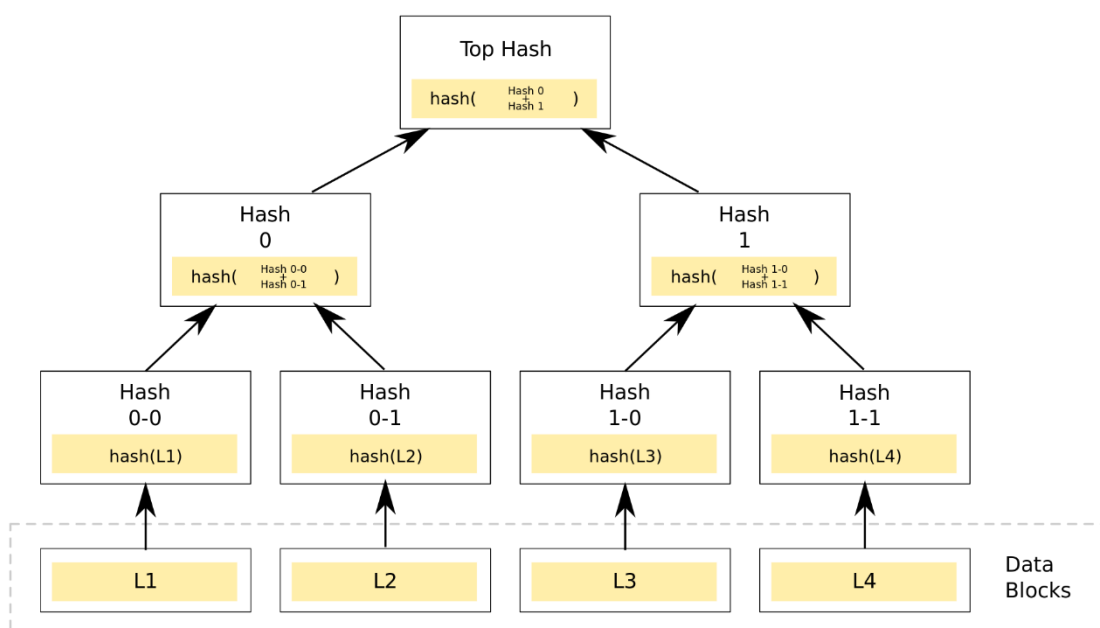 Top Hash
hash( Hash 0 + Hash 1 )
Hash
0
hash( Hash 0-0 + Hash 0-1 )
Hash
1
hash( Hash 1-0 + Hash 1-1 )
Hash
0-0
hash(L1)
Hash
0-1
hash(L2)
Hash
1-0
hash(L3)
Hash
1-1
hash(L4)
L1
L2
L3
L4
Data
Blocks